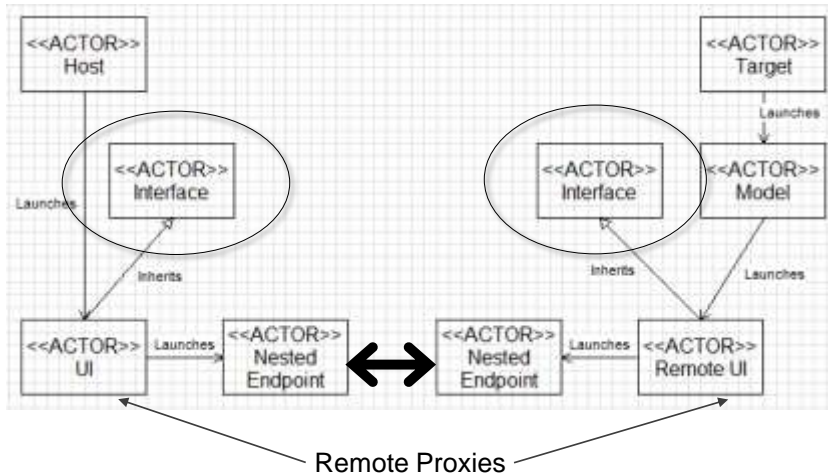 <<ACTOR>>
Host
<<ACTOR>>
Target
Launches
<<ACTOR>>
Interface
<<ACTOR>>
Interface
<<ACTOR>>
Model
Launches
Inherits
Inherits
Launches
<<ACTOR>>
UI
Launches
<<ACTOR>>
Nested
Endpoint
<<ACTOR>>
Nested
Endpoint
Launches
<<ACTOR>>
Remote UI
Remote Proxies